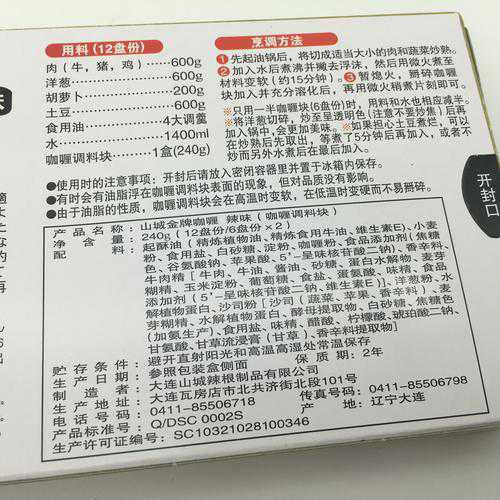 用料 (12盘份)
肉 (牛，猪，鸡)……600g
洋葱……600g
胡萝卜……200g
土豆……600g
食用油……4大调羹
水……1400ml
咖喱调料块……1盒(240g)
烹调方法
❶先起油锅后，将切成适当大小的肉和蔬菜炒熟。
❷加入水后煮沸并撇去浮沫，然后用微火煮至
材料变软（约15分钟）。❸暂熄火，掰碎咖喱
块加入并充分溶化后，再用微火稍煮片刻即可。
※只用一半咖喱块(6盘份)时，用料和水也相应减半。
※将洋葱切碎，炒至呈透明色(注意不要炒焦）后再
加入锅中，会更加美味。※如果担心土豆煮烂，可以
在炒熟后先取出，等煮了5分钟后再加入，或者不
炒而另外水煮后在最后加入。
●使用时的注意事项：开封后请放入密闭容器里并置于冰箱内保存。
●有时会有油脂浮在咖喱调料块表面的现象，但对品质没有影响。
●由于油脂的性质，咖喱块会在高温时变软，在低温时变硬而不易掰碎。
开封口
产品名称：山城金牌咖喱 辣味（咖喱调料块）
净含量：240g（12盘份/6盘份×2）
配料：起酥油（精炼植物油，精炼食用牛油，维生素E)、小麦
粉、食用盐、白砂糖、淀粉、咖喱粉、食品添加剂（焦糖
色、谷氨酸钠、苹果酸、5'－呈味核苷酸二钠）、香辛料、
牛肉精［牛肉、牛油、酱油、砂糖、蛋白水解物、麦芽
糊精、玉米淀粉、葡萄糖、食盐、蛋氨酸、味精、食品
添加剂（5'－呈味核苷酸二钠、维生素E)］、洋葱粉、水
解植物蛋白、沙司粉［沙司（蔬菜、苹果、香辛料）、麦
芽糊精、水解植物蛋白、酵母提取物、白砂糖、焦糖色
(加氨生产）、食用盐、味精、醋酸、柠檬酸、琥珀酸二钠、
甘氨酸、甘草流浸膏（甘草）、香辛料提取物］
贮存条件：避开直射阳光和高温高湿处常温保存
生产日期：参照包装盒侧面 保质期：2年
制造者：大连山城辣根制品有限公司
地址：大连瓦房店市北共济街北段101号
电话号码：0411-85506718 传真号码：0411-85506798
产品标准号：Q/DSC 0002S 产地：辽宁大连
生产许可证编号：SC10321028100346